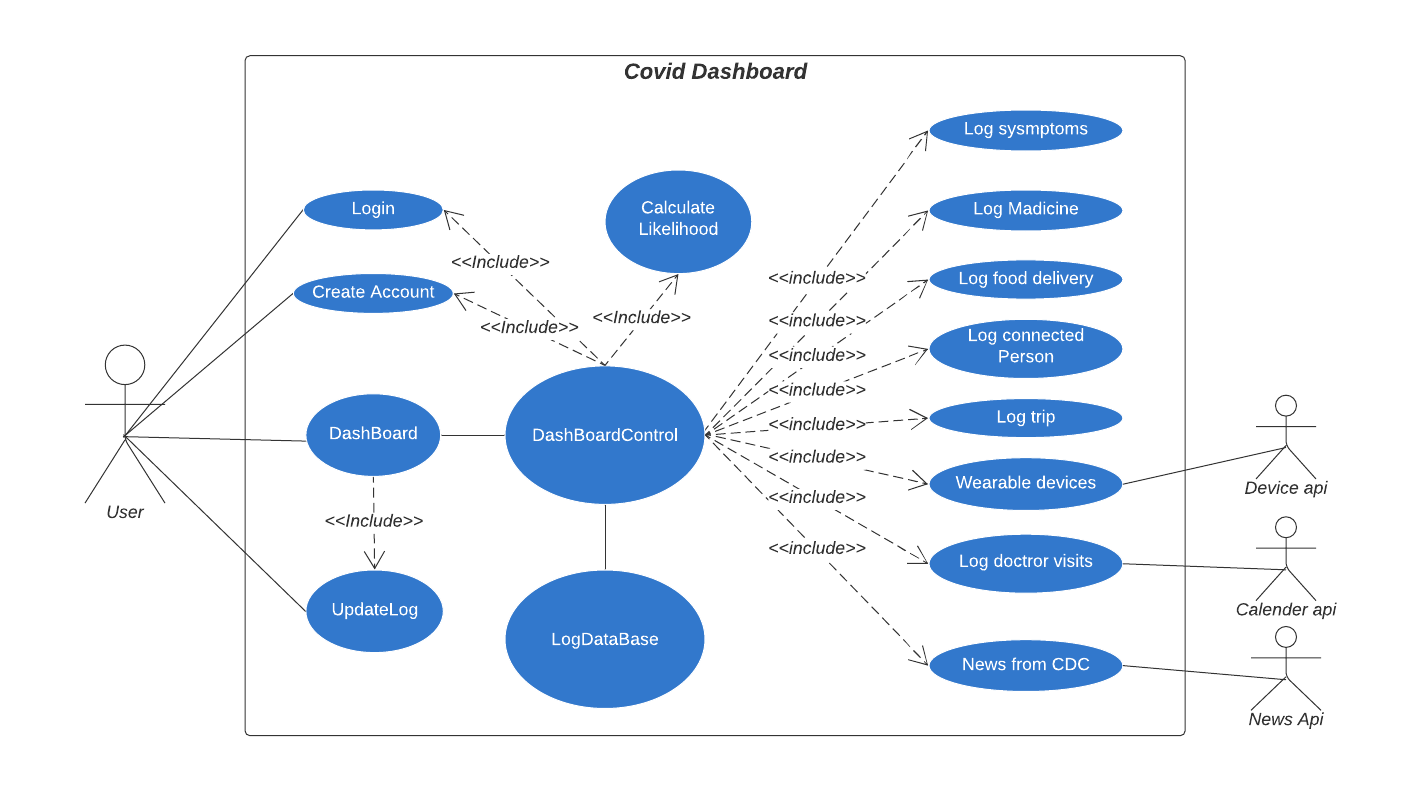 Covid Dashboard
Log sysmptoms
Login
Calculate
Likelihood
Log Madicine
<<Include>>
<<include>>
Log food delivery
Create Account
<<Include>>
<<Include>>
<<include>>
Log connected
Person
<<include>>
<<include>>
Log trip
<<include>>
DashBoard
DashBoardControl
<<include>>
Wearable devices
Device api
<<include>>
User
<<Include>>
<<include>>
Log doctror visits
UpdateLog
Calender api
LogDataBase
News from CDC
News Api